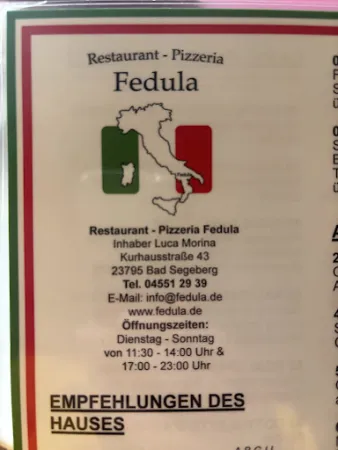 Restaurant - Pizzeria
Fedula
Restaurant - Pizzeria Fedula
Inhaber Luca Morina
Kurhausstraße 43
23795 Bad Segeberg
Tel. 04551 29 39
E-Mail: info@fedula.de
www.fedula.de
Öffnungszeiten:
Dienstag - Sonntag
von 11:30 - 14:00 Uhr &
17:00 - 23:00 Uhr
EMPFEHLUNGEN DES
HAUSES